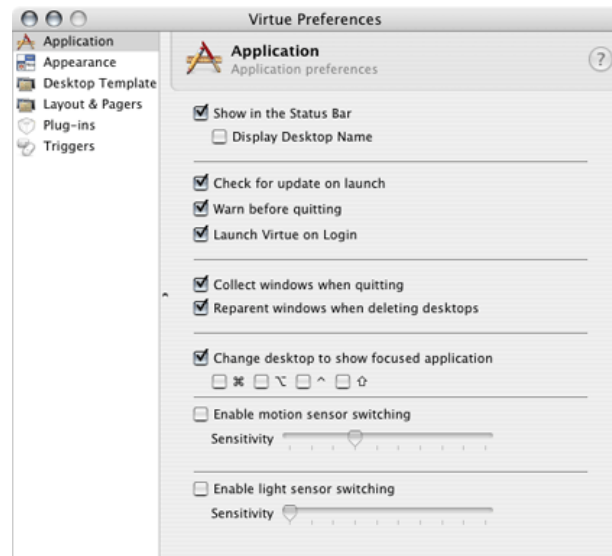 Virtue Preferences
Application
Appearance
Desktop Template
Layout & Pagers
Plug-ins
Triggers
Application
Application preferences
?
Show in the Status Bar
Display Desktop Name
Check for update on launch
Warn before quitting
Launch Virtue on Login
Collect windows when quitting
Reparent windows when deleting desktops
Change desktop to show focused application
⌘ ⌥ ^ ⇧
Enable motion sensor switching
Sensitivity
Enable light sensor switching
Sensitivity